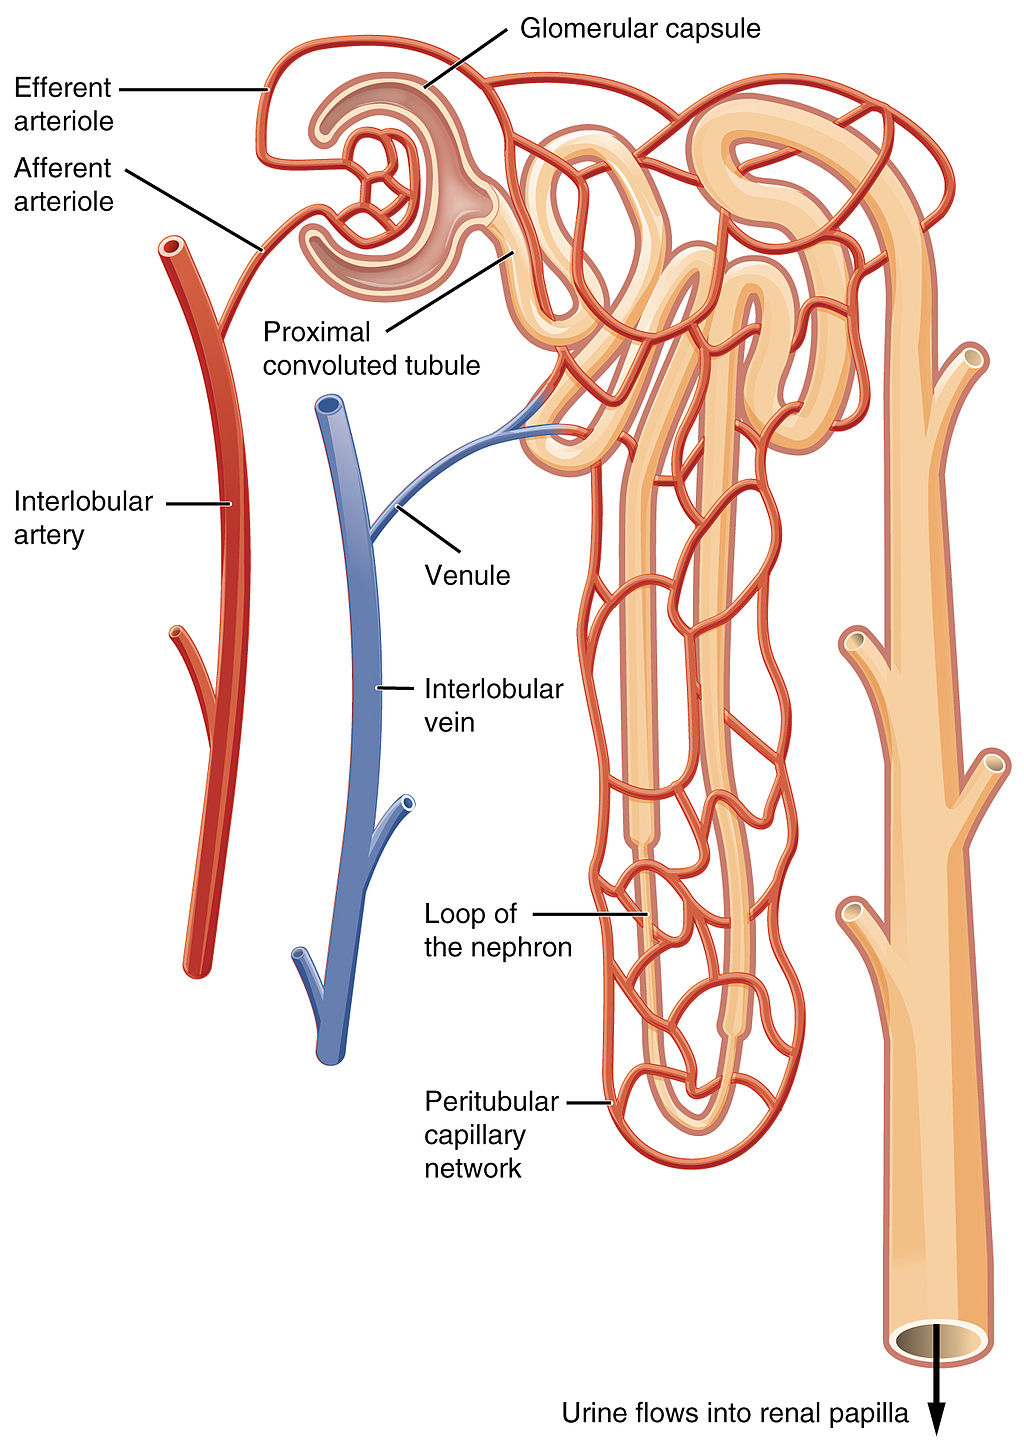 Glomerular capsule
Efferent
arteriole
Afferent
arteriole
Proximal
convoluted tubule
Interlobular
artery
Venule
Interlobular
vein
Loop of
the nephron
Peritubular
capillary
network
Urine flows into renal papilla